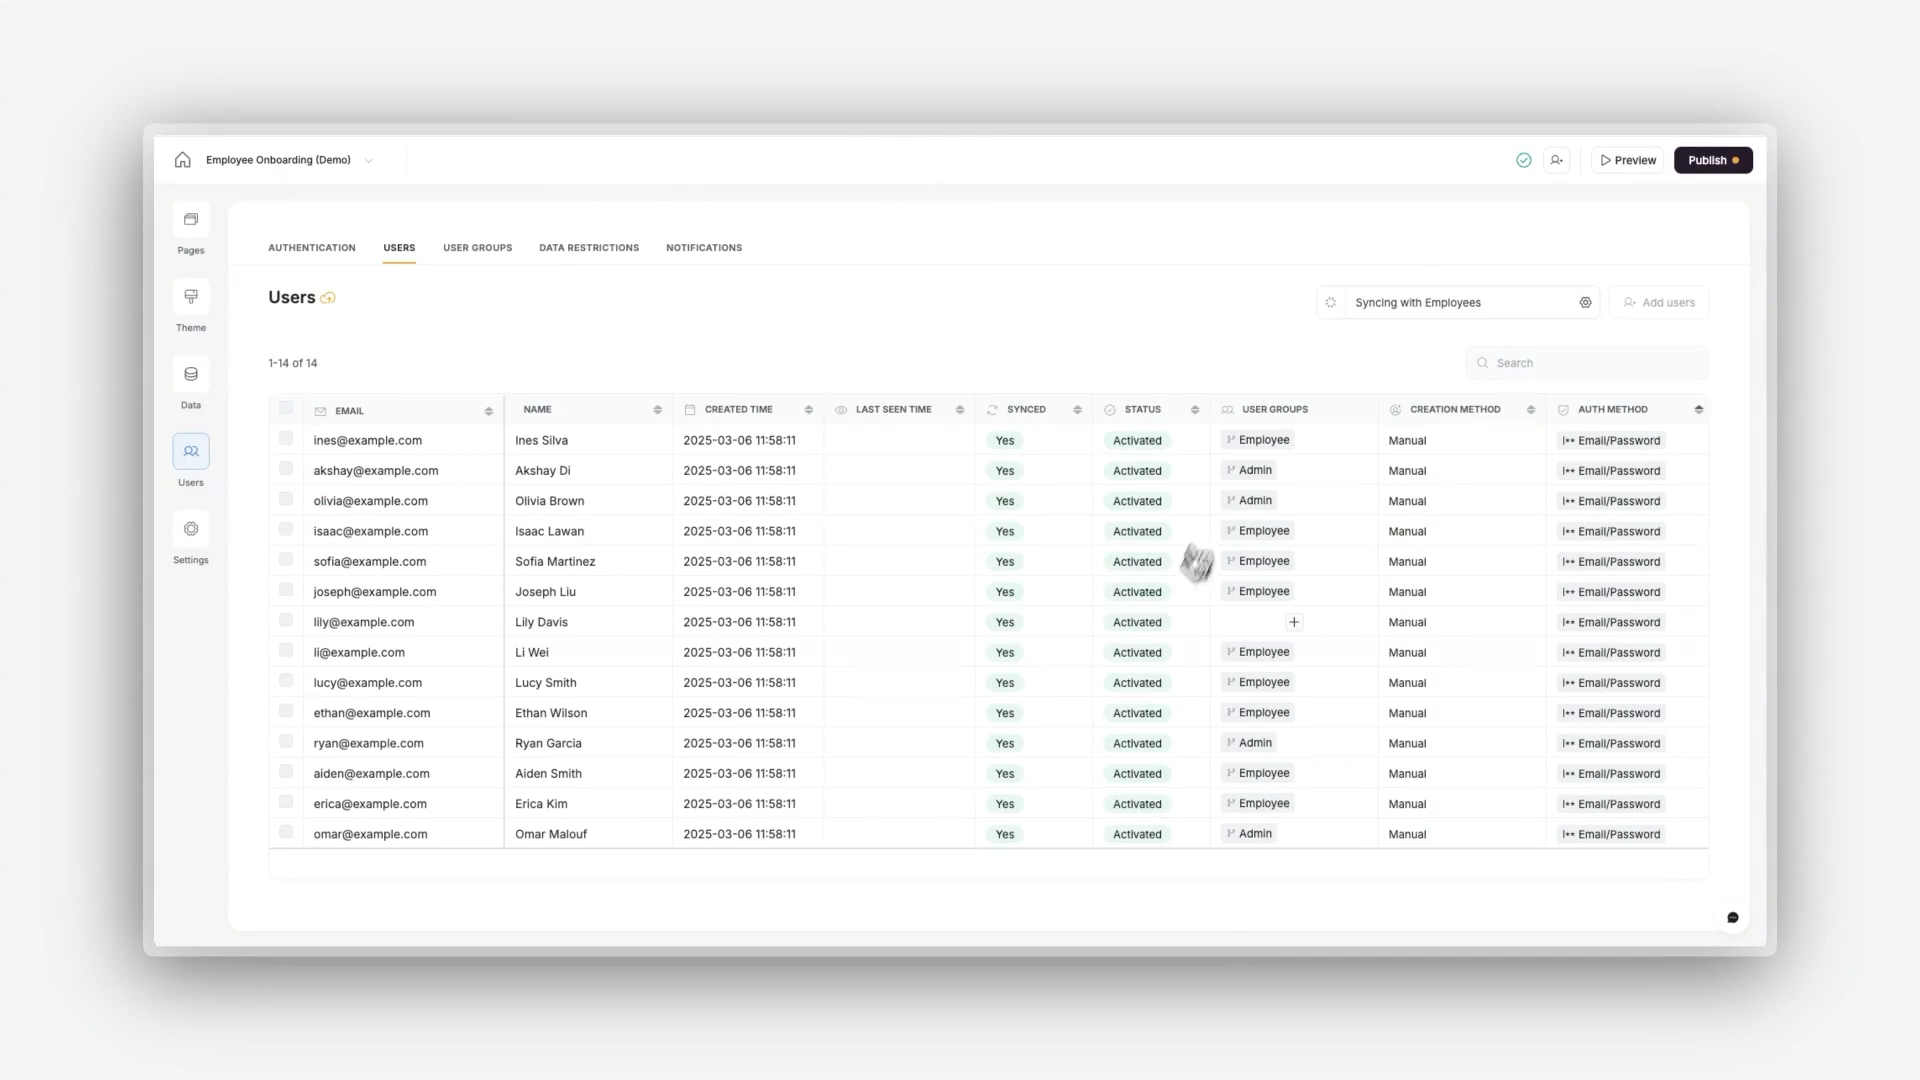 Employee Onboarding (Demo)
Preview
Publish
Pages
Theme
Data
Users
Settings
AUTHENTICATION USERS USER GROUPS DATA RESTRICTIONS NOTIFICATIONS
Users
Syncing with Employees
Add users
1-14 of 14
Search
EMAIL NAME CREATED TIME LAST SEEN TIME SYNCED STATUS USER GROUPS CREATION METHOD AUTH METHOD
ines@example.com Ines Silva 2025-03-06 11:58:11 Yes Activated Employee Manual Email/Password
akshay@example.com Akshay Di 2025-03-06 11:58:11 Yes Activated Admin Manual Email/Password
olivia@example.com Olivia Brown 2025-03-06 11:58:11 Yes Activated Admin Manual Email/Password
isaac@example.com Isaac Lawan 2025-03-06 11:58:11 Yes Activated Employee Manual Email/Password
sofia@example.com Sofia Martinez 2025-03-06 11:58:11 Yes Activated Employee Manual Email/Password
joseph@example.com Joseph Liu 2025-03-06 11:58:11 Yes Activated Employee Manual Email/Password
lily@example.com Lily Davis 2025-03-06 11:58:11 Yes Activated Manual Email/Password
li@example.com Li Wei 2025-03-06 11:58:11 Yes Activated Employee Manual Email/Password
lucy@example.com Lucy Smith 2025-03-06 11:58:11 Yes Activated Employee Manual Email/Password
ethan@example.com Ethan Wilson 2025-03-06 11:58:11 Yes Activated Employee Manual Email/Password
ryan@example.com Ryan Garcia 2025-03-06 11:58:11 Yes Activated Admin Manual Email/Password
aiden@example.com Aiden Smith 2025-03-06 11:58:11 Yes Activated Employee Manual Email/Password
erica@example.com Erica Kim 2025-03-06 11:58:11 Yes Activated Employee Manual Email/Password
omar@example.com Omar Malouf 2025-03-06 11:58:11 Yes Activated Admin Manual Email/Password